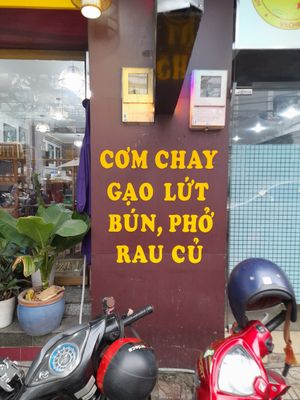 CƠM CHAY
GẠO LỨT
BÚN, PHỞ
RAU CỦ